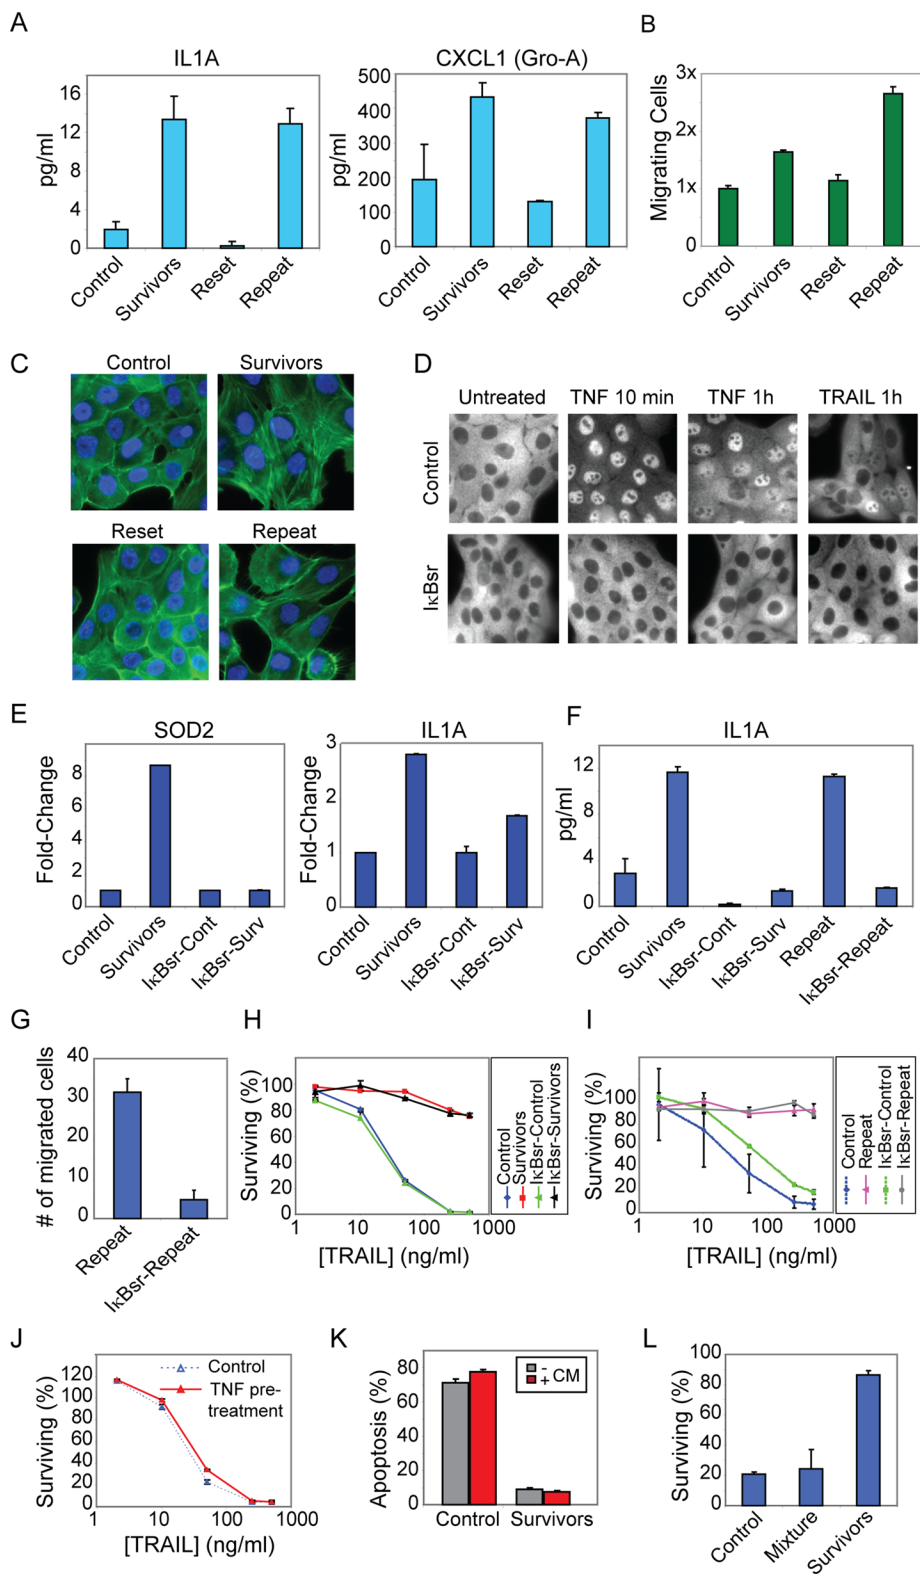 A
IL1A
pg/ml
16
12
8
4
0
Control
Survivors
Reset
Repeat
CXCL1 (Gro-A)
pg/ml
500
400
300
200
100
0
Control
Survivors
Reset
Repeat
B
Migrating Cells
3x
2x
1x
0
Control
Survivors
Reset
Repeat
C
Control
Survivors
Reset
Repeat
D
Untreated
TNF 10 min
TNF 1h
TRAIL 1h
Control
IκBsr
E
SOD2
Fold-Change
8
6
4
2
0
Control
Survivors
IκBsr-Cont
IκBsr-Surv
IL1A
Fold-Change
3
2
1
0
Control
Survivors
IκBsr-Cont
IκBsr-Surv
F
IL1A
pg/ml
12
8
4
0
Control
Survivors
IκBsr-Cont
IκBsr-Surv
Repeat
IκBsr-Repeat
G
# of migrated cells
40
30
20
10
0
Repeat
IκBsr-Repeat
H
Surviving (%)
100
80
60
40
20
0
1
10
100
1000
[TRAIL] (ng/ml)
Control
Survivors
IκBsr-Control
IκBsr-Survivors
I
Surviving (%)
100
80
60
40
20
0
1
10
100
1000
[TRAIL] (ng/ml)
Control
Repeat
IκBsr-Control
IκBsr-Repeat
J
Surviving (%)
120
100
80
60
40
20
0
1
10
100
1000
[TRAIL] (ng/ml)
Control
TNF pre-
treatment
K
Apoptosis (%)
80
60
40
20
0
Control
Survivors
-
+ CM
L
Surviving (%)
100
80
60
40
20
0
Control
Mixture
Survivors